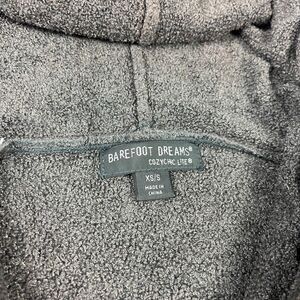 BAREFOOT DREAMS®
COZYCHIC LITE®
XS/S
MADE IN
CHINA